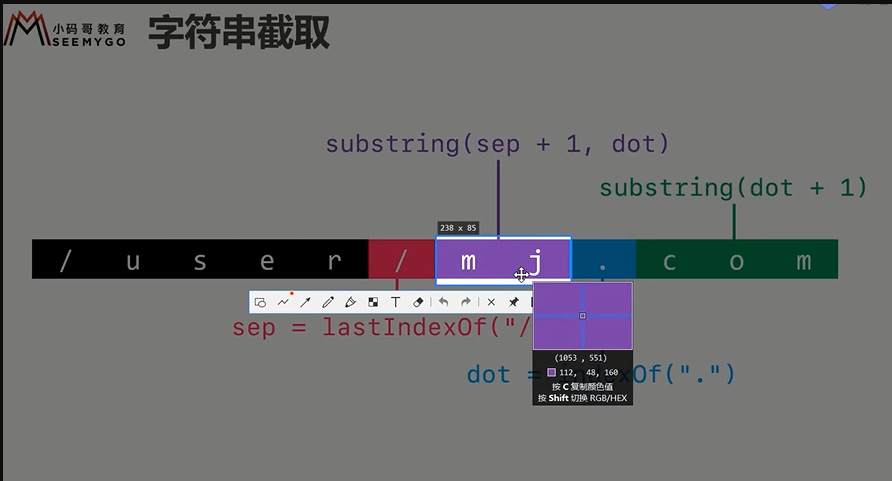 小码哥教育
SEEMYGO
字符串截取
substring(sep + 1, dot)
substring(dot + 1)
238 x 85
/ u s e r / m j . c o m
T
sep = lastIndexOf("/
(1053 , 551)
112, 48, 160
dot = indexOf(".")
按 C 复制颜色值
按 Shift 切换 RGB/HEX